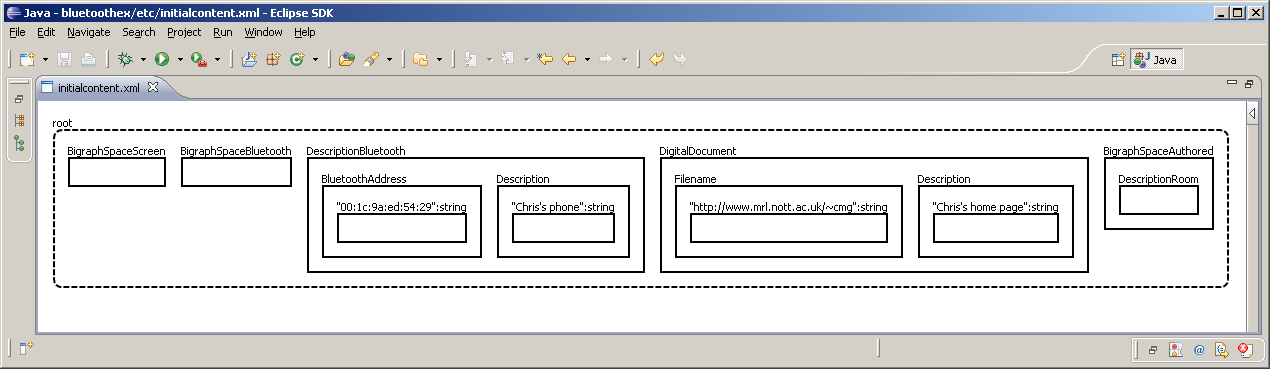 Java - bluetoothex/etc/initialcontent.xml - Eclipse SDK
File Edit Navigate Search Project Run Window Help
Java
initialcontent.xml
root
BigraphSpaceScreen BigraphSpaceBluetooth DescriptionBluetooth DigitalDocument BigraphSpaceAuthored
BluetoothAddress Description Filename Description DescriptionRoom
"00:1c:9a:ed:54:29":string "Chris's phone":string "http://www.mrl.nott.ac.uk/~cmg":string "Chris's home page":string